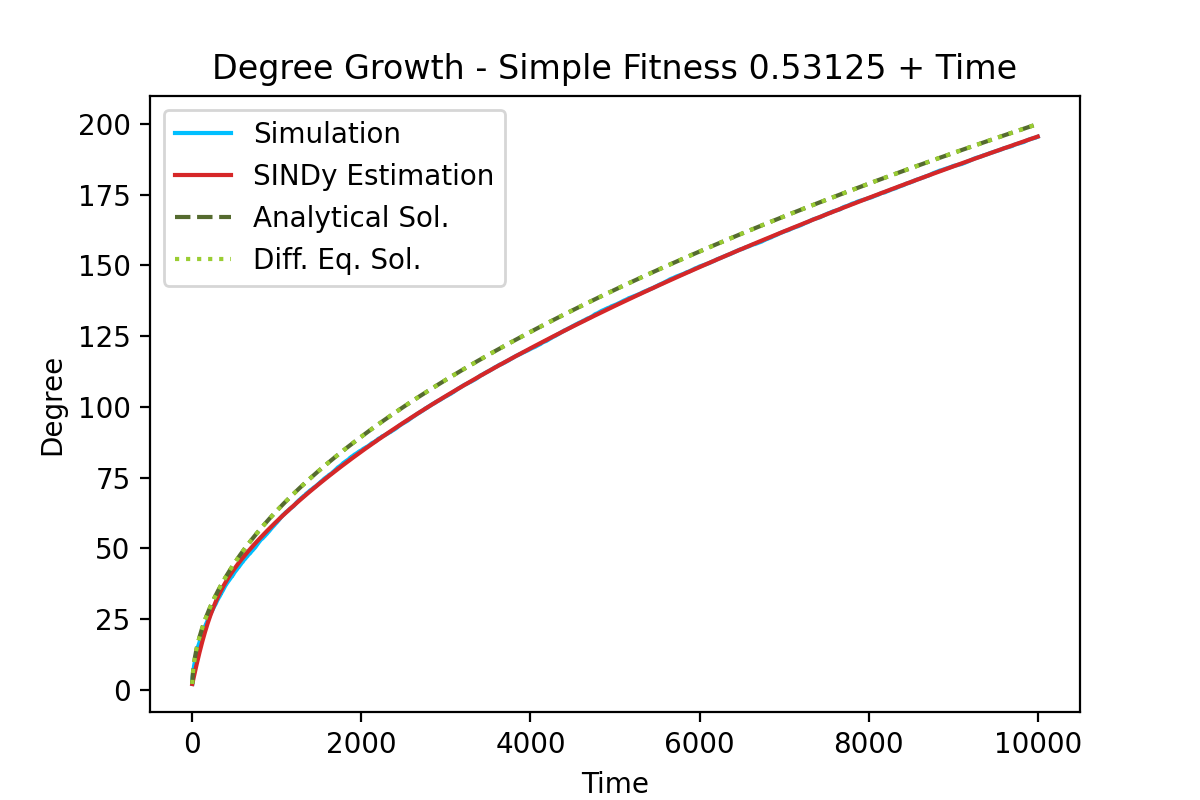 Degree Growth - Simple Fitness 0.53125 + Time
Simulation
SINDy Estimation
Analytical Sol.
Diff. Eq. Sol.
200
175
150
125
100
75
50
25
0
Degree
0 2000 4000 6000 8000 10000
Time